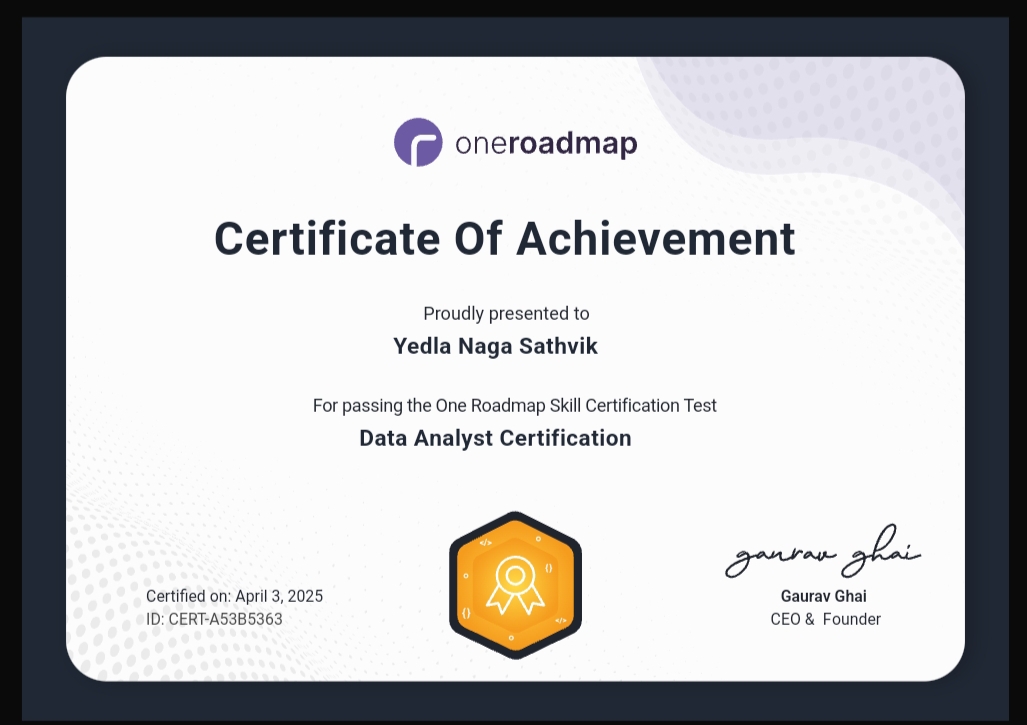 oneroadmap
Certificate Of Achievement
Proudly presented to
Yedla Naga Sathvik
For passing the One Roadmap Skill Certification Test
Data Analyst Certification
</>
{}
{}
</>
gaurav ghai
Certified on: April 3, 2025
ID: CERT-A53B5363
Gaurav Ghai
CEO & Founder